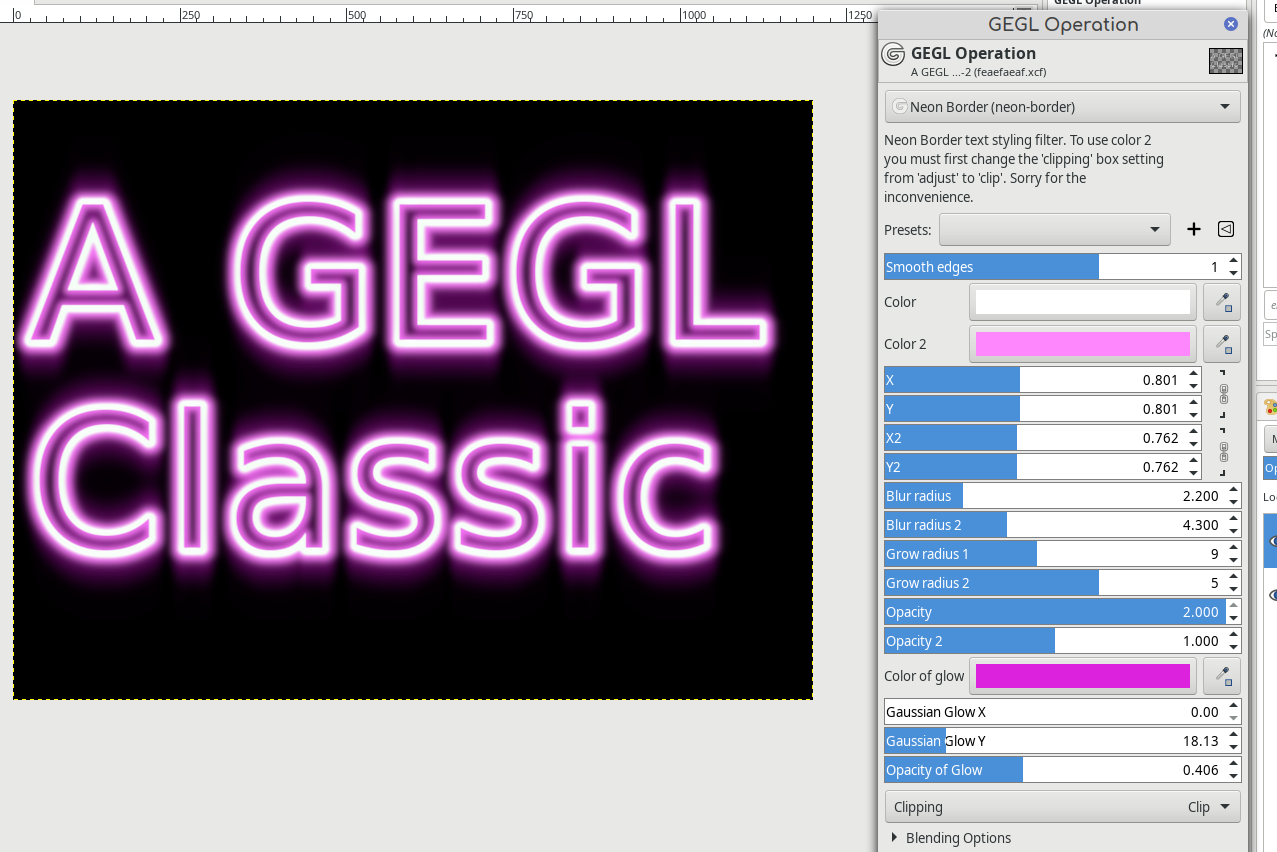 GEGL Operation
0 250 500 750 1000 1250
GEGL Operation
GEGL Operation
A GEGL ...-2 (feaefaeaf.xcf)
Neon Border (neon-border)
Neon Border text styling filter. To use color 2
you must first change the 'clipping' box setting
from 'adjust' to 'clip'. Sorry for the
inconvenience.
Presets:
Smooth edges 1
Color
Color 2
X 0.801
Y 0.801
X2 0.762
Y2 0.762
Blur radius 2.200
Blur radius 2 4.300
Grow radius 1 9
Grow radius 2 5
Opacity 2.000
Opacity 2 1.000
Color of glow
Gaussian Glow X 0.00
Gaussian Glow Y 18.13
Opacity of Glow 0.406
Clipping Clip
Blending Options
A GEGL
Classic